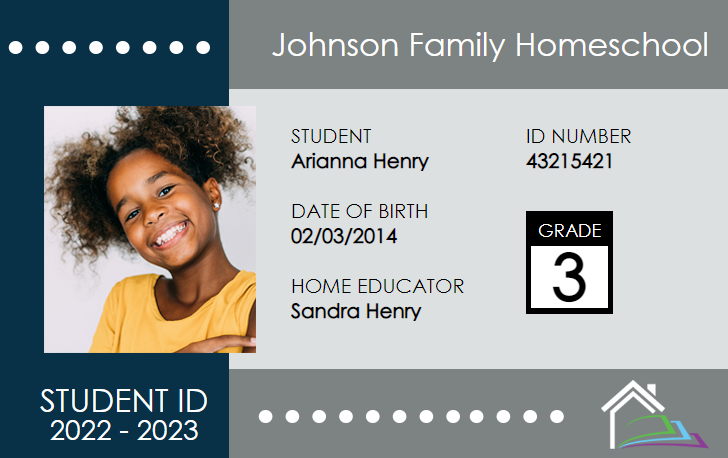 Johnson Family Homeschool
STUDENT
Arianna Henry
ID NUMBER
43215421
DATE OF BIRTH
02/03/2014
GRADE
3
HOME EDUCATOR
Sandra Henry
STUDENT ID
2022 - 2023